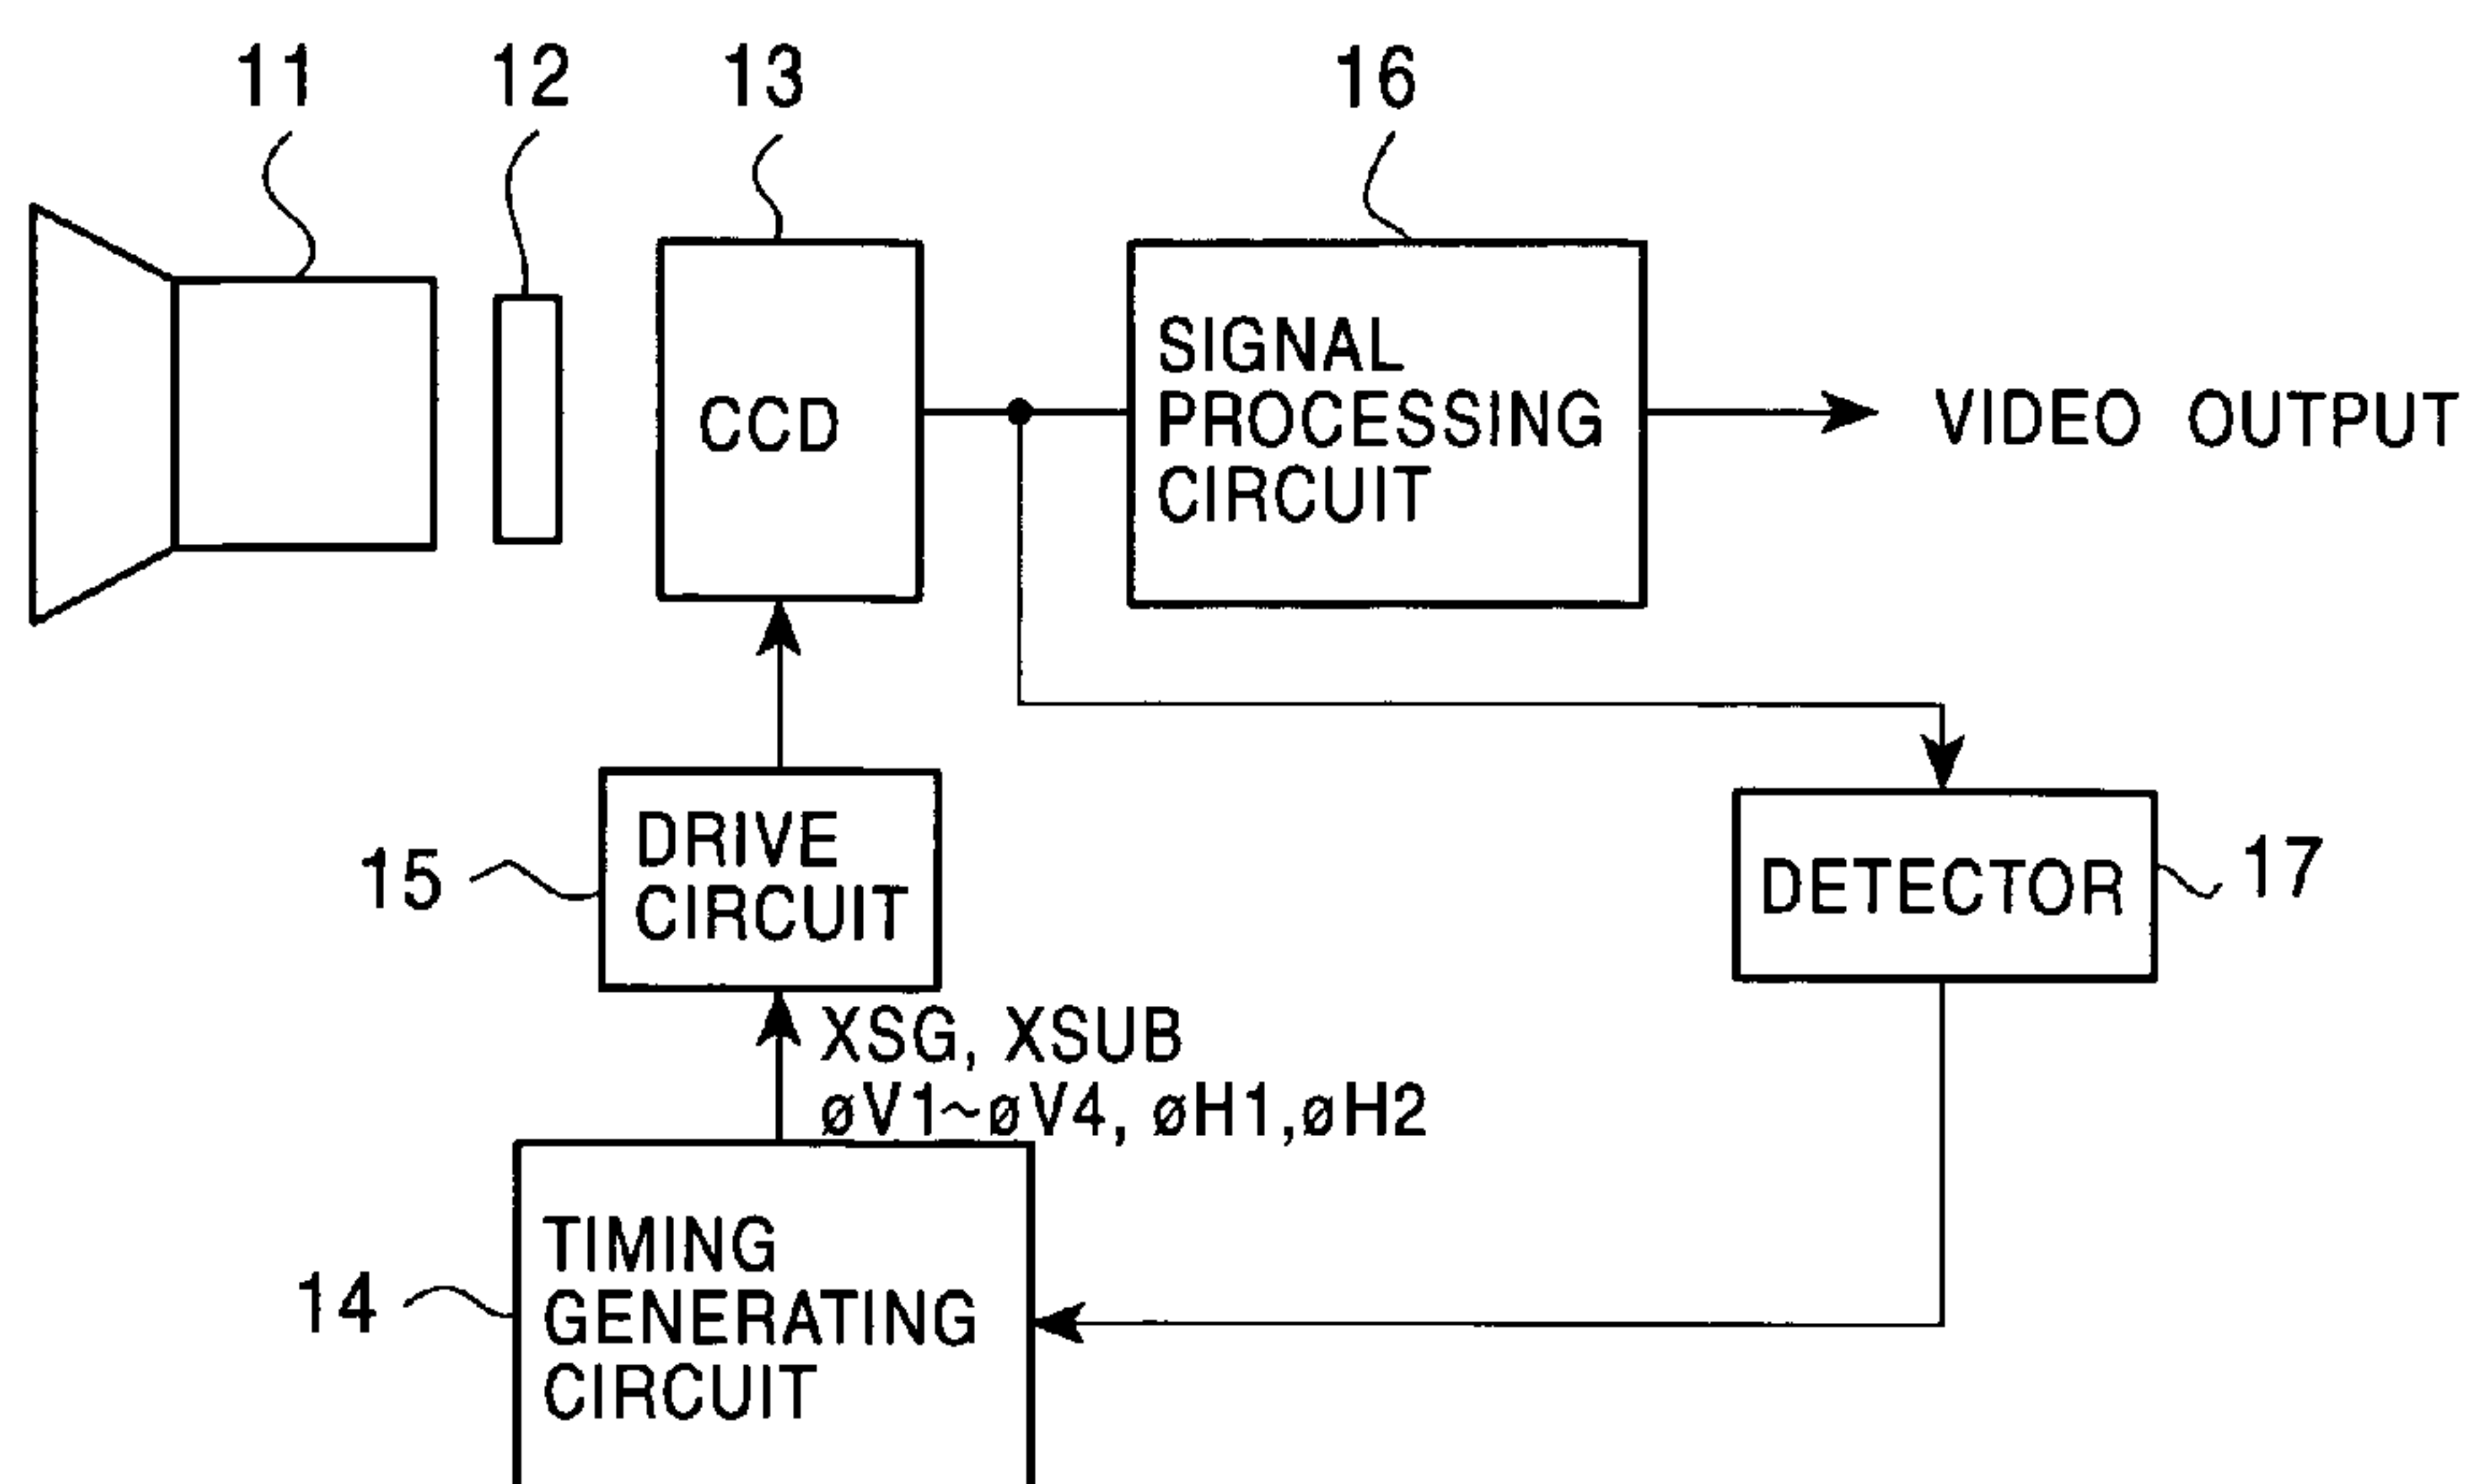 11
12
13
16
SIGNAL
PROCESSING
CIRCUIT
CCD
VIDEO OUTPUT
15
DRIVE
CIRCUIT
DETECTOR
17
XSG, XSUB
øV1~øV4, øH1,øH2
14
TIMING
GENERATING
CIRCUIT